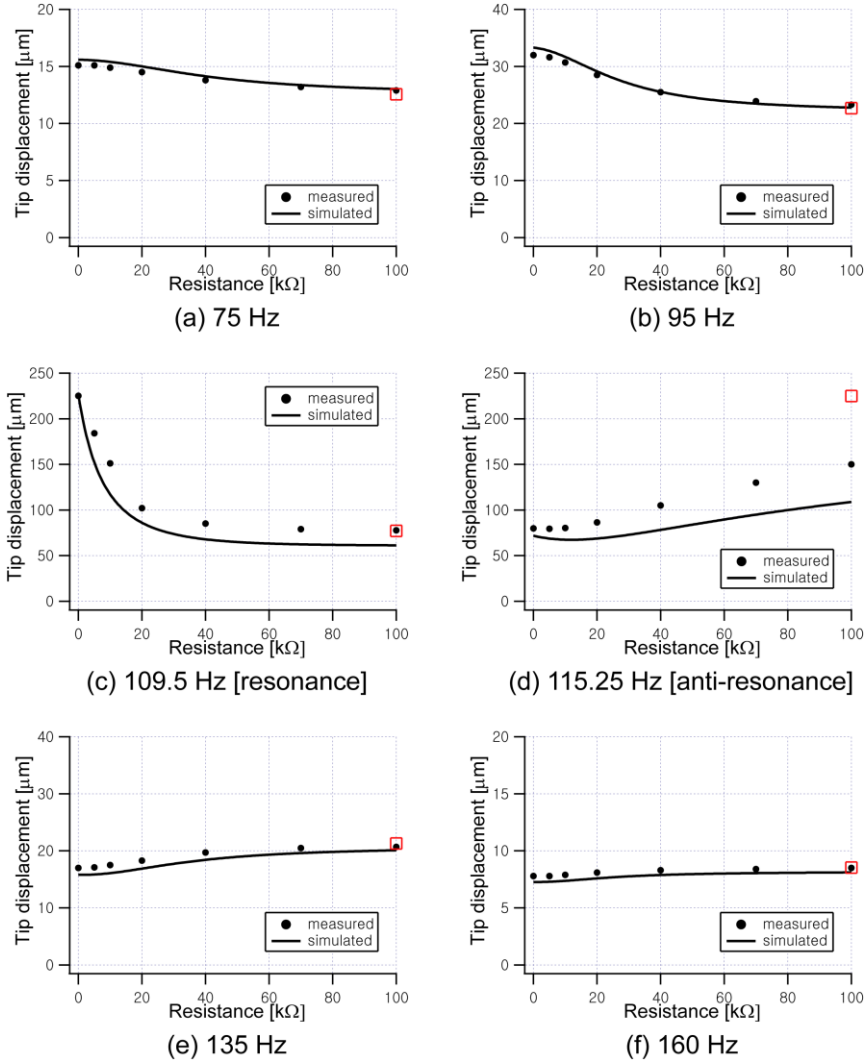 20
15
10
5
0
Tip displacement [μm]
measured
simulated
0 20 40 60 80 100
Resistance [kΩ]
(a) 75 Hz
40
30
20
10
0
Tip displacement [μm]
measured
simulated
0 20 40 60 80 100
Resistance [kΩ]
(b) 95 Hz
250
200
150
100
50
0
Tip displacement [μm]
measured
simulated
0 20 40 60 80 100
Resistance [kΩ]
(c) 109.5 Hz [resonance]
250
200
150
100
50
0
Tip displacement [μm]
measured
simulated
0 20 40 60 80 100
Resistance [kΩ]
(d) 115.25 Hz [anti-resonance]
40
30
20
10
0
Tip displacement [μm]
measured
simulated
0 20 40 60 80 100
Resistance [kΩ]
(e) 135 Hz
20
15
10
5
0
Tip displacement [μm]
measured
simulated
0 20 40 60 80 100
Resistance [kΩ]
(f) 160 Hz